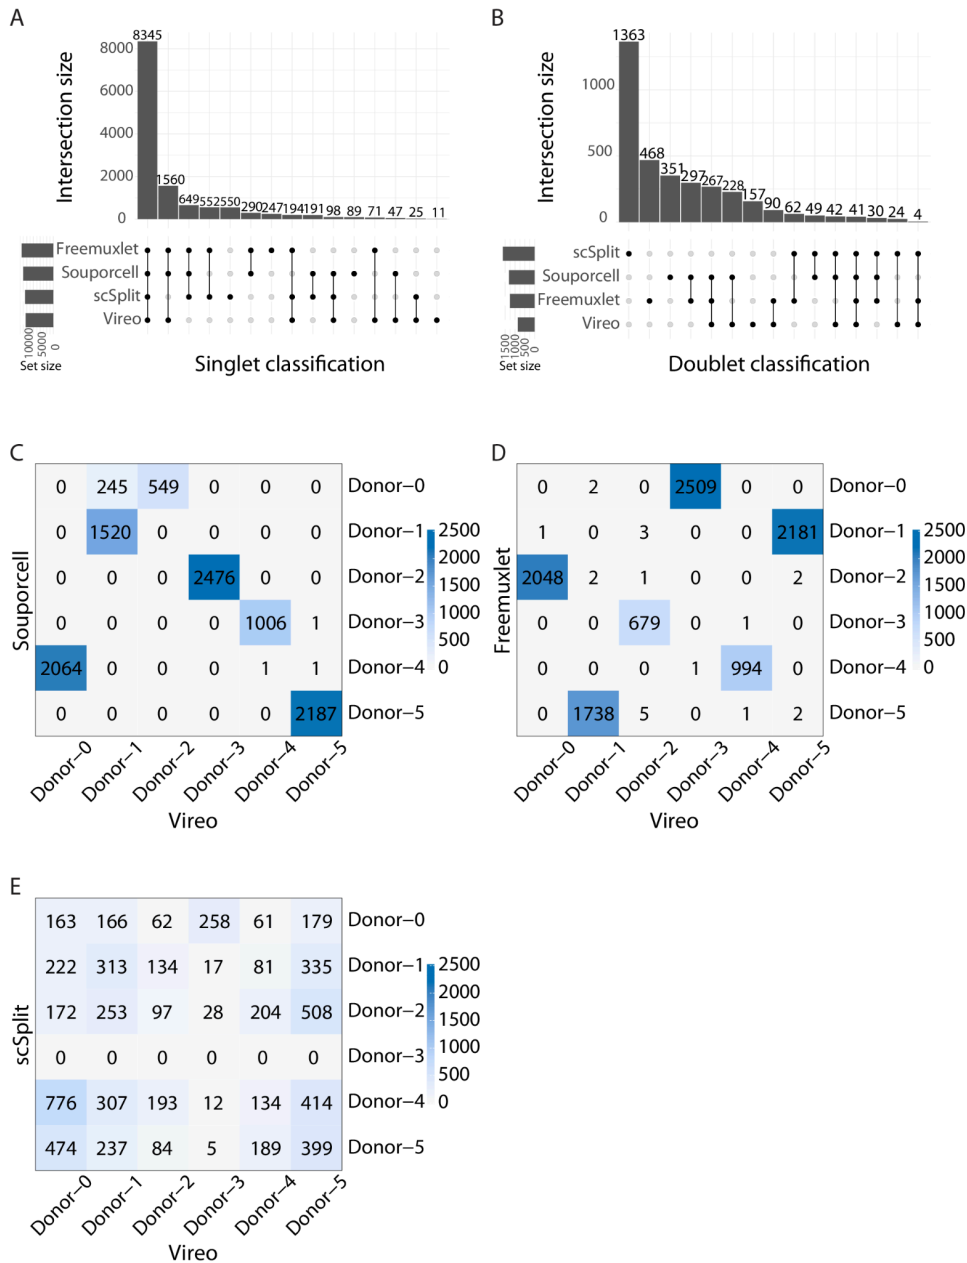 A
Intersection size
8000
6000
4000
2000
0
8345
1560
649
552
550
290
247
194
191
98
89
71
47
25
11
Freemuxlet
Souporcell
scSplit
Vireo
10000
5000
0
Set size
Singlet classification
B
Intersection size
1000
500
0
1363
468
351
297
267
228
157
90
62
49
42
41
30
24
4
scSplit
Souporcell
Freemuxlet
Vireo
1500
1000
500
0
Set size
Doublet classification
C
Souporcell
0 245 549 0 0 0 Donor−0
0 1520 0 0 0 0 Donor−1
0 0 0 2476 0 0 Donor−2
0 0 0 0 1006 1 Donor−3
2064 0 0 0 1 1 Donor−4
0 0 0 0 0 2187 Donor−5
Donor−0 Donor−1 Donor−2 Donor−3 Donor−4 Donor−5
Vireo
2500
2000
1500
1000
500
0
D
Freemuxlet
0 2 0 2509 0 0 Donor−0
1 0 3 0 0 2181 Donor−1
2048 2 1 0 0 2 Donor−2
0 0 679 0 1 0 Donor−3
0 0 0 1 994 0 Donor−4
0 1738 5 0 1 2 Donor−5
Donor−0 Donor−1 Donor−2 Donor−3 Donor−4 Donor−5
Vireo
2500
2000
1500
1000
500
0
E
scSplit
163 166 62 258 61 179 Donor−0
222 313 134 17 81 335 Donor−1
172 253 97 28 204 508 Donor−2
0 0 0 0 0 0 Donor−3
776 307 193 12 134 414 Donor−4
474 237 84 5 189 399 Donor−5
Donor−0 Donor−1 Donor−2 Donor−3 Donor−4 Donor−5
Vireo
2500
2000
1500
1000
500
0